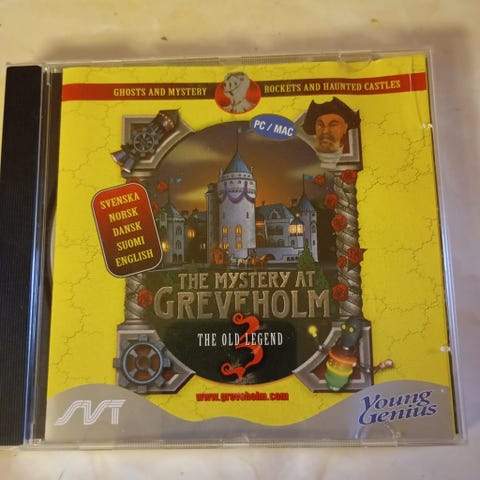 GHOSTS AND MYSTERY ROCKETS AND HAUNTED CASTLES
PC / MAC
SVENSKA
NORSK
DANSK
SUOMI
ENGLISH
THE MYSTERY AT
GREVEHOLM
3
THE OLD LEGEND
www.greveholm.com
SVT
Young
Genius®